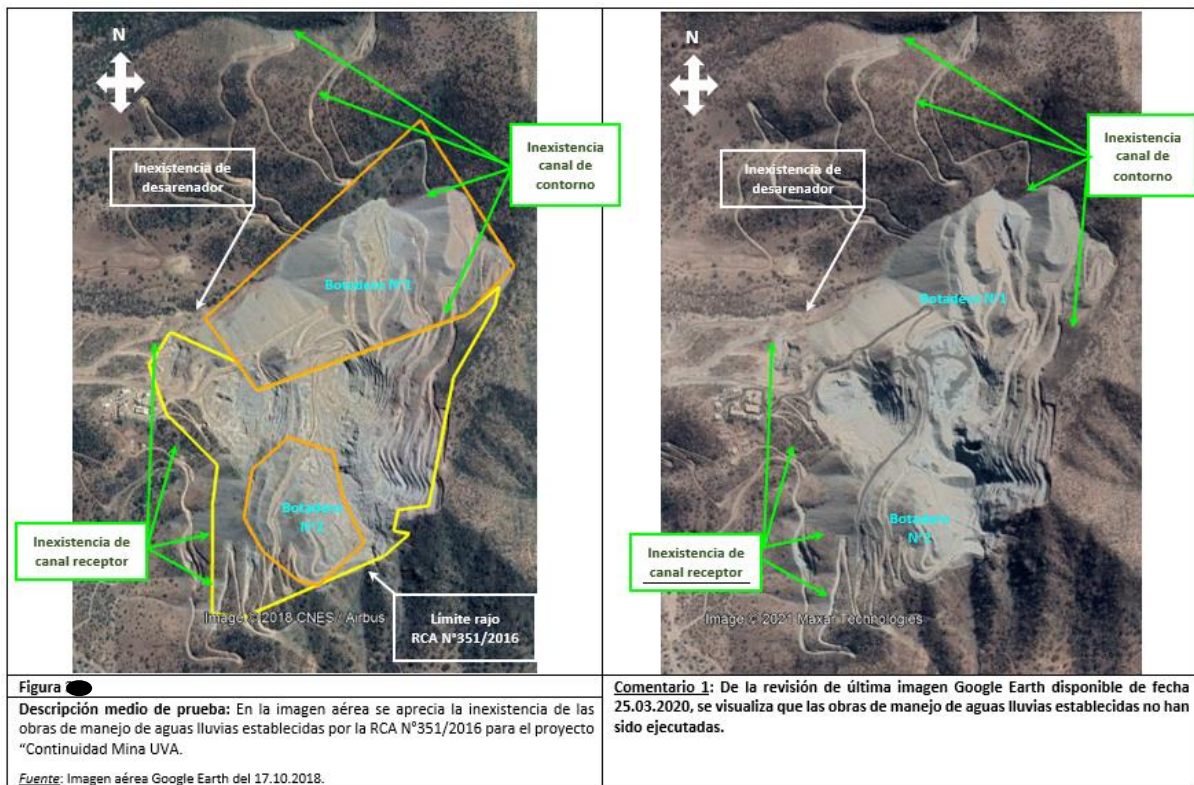 N
Inexistencia de
desarenador
Inexistencia
canal de
contorno
Botadero N°1
Botadero
N°2
Inexistencia de
canal receptor
Límite rajo
RCA N°351/2016
Image © 2018 CNES / Airbus
N
Inexistencia de
desarenador
Inexistencia
canal de
contorno
Botadero N°1
Botadero
Inexistencia de
canal receptor
Image © 2021 Maxar Technologies
Figura
Descripción medio de prueba: En la imagen aérea se aprecia la inexistencia de las
obras de manejo de aguas lluvias establecidas por la RCA N°351/2016 para el proyecto
“Continuidad Mina UVA.
Fuente: Imagen aérea Google Earth del 17.10.2018.
Comentario 1: De la revisión de última imagen Google Earth disponible de fecha
25.03.2020, se visualiza que las obras de manejo de aguas lluvias establecidas no han
sido ejecutadas.